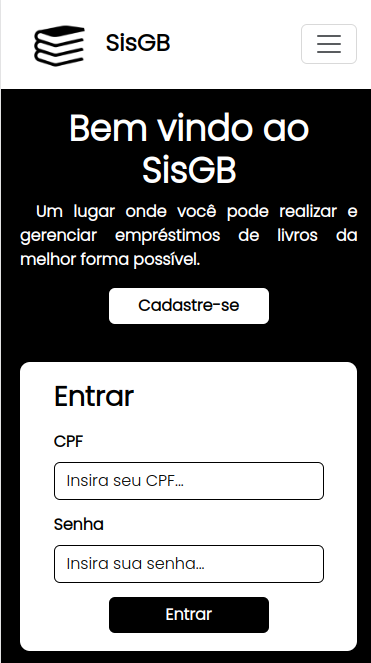 SisGB
Bem vindo ao
SisGB
Um lugar onde você pode realizar e
gerenciar empréstimos de livros da
melhor forma possível.
Cadastre-se
Entrar
CPF
Insira seu CPF...
Senha
Insira sua senha...
Entrar